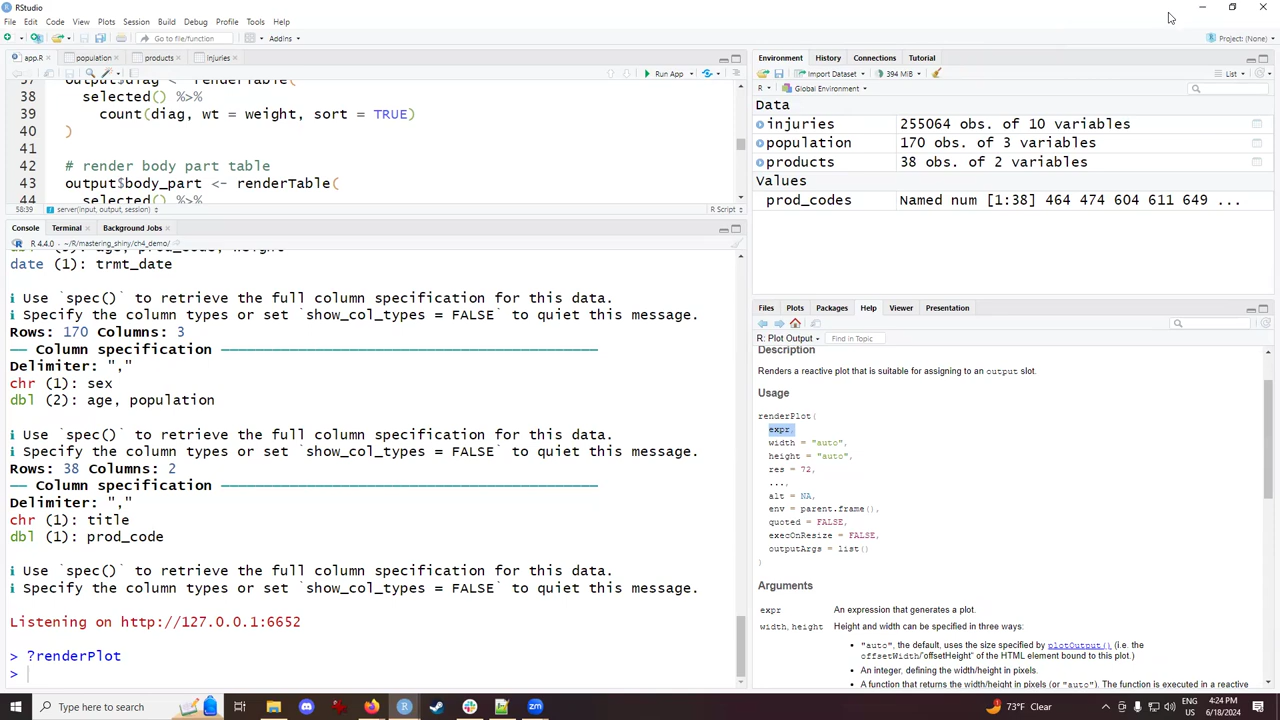 RStudio
File Edit Code View Plots Session Build Debug Profile Tools Help
Go to file/function
Addins
Project: (None)
app.R
population
products
injuries
Run App
38 selected() %>%
39 count(diag, wt = weight, sort = TRUE)
40 )
41
42 # render body part table
43 output$body_part <- renderTable(
44 selected() %>%
58:39 server(input, output, session) R Script
Console Terminal Background Jobs
R 4.4.0 · ~/R/mastering_shiny/ch4_demo/
date (1): trmt_date
ℹ Use `spec()` to retrieve the full column specification for this data.
ℹ Specify the column types or set `show_col_types = FALSE` to quiet this message.
Rows: 170 Columns: 3
── Column specification ──
Delimiter: ","
chr (1): sex
dbl (2): age, population
ℹ Use `spec()` to retrieve the full column specification for this data.
ℹ Specify the column types or set `show_col_types = FALSE` to quiet this message.
Rows: 38 Columns: 2
── Column specification ──
Delimiter: ","
chr (1): title
dbl (1): prod_code
ℹ Use `spec()` to retrieve the full column specification for this data.
ℹ Specify the column types or set `show_col_types = FALSE` to quiet this message.
Listening on http://127.0.0.1:6652
> ?renderPlot
>
Environment History Connections Tutorial
Import Dataset 394 MiB List
R Global Environment
Data
injuries 255064 obs. of 10 variables
population 170 obs. of 3 variables
products 38 obs. of 2 variables
Values
prod_codes Named num [1:38] 464 474 604 611 649 ...
Files Plots Packages Help Viewer Presentation
R: Plot Output Find in Topic
Description
Renders a reactive plot that is suitable for assigning to an output slot.
Usage
renderPlot(
expr,
width = "auto",
height = "auto",
res = 72,
...,
alt = NA,
env = parent.frame(),
quoted = FALSE,
execOnResize = FALSE,
outputArgs = list()
)
Arguments
expr An expression that generates a plot.
width, height Height and width can be specified in three ways:
• "auto", the default, uses the size specified by plotOutput() (i.e. the
offsetWidth/`offsetHeight` of the HTML element bound to this plot.)
• An integer, defining the width/height in pixels.
• A function that returns the width/height in pixels (or "auto"). The function is executed in a reactive
Type here to search
73°F Clear
ENG
US
4:24 PM
6/18/2024